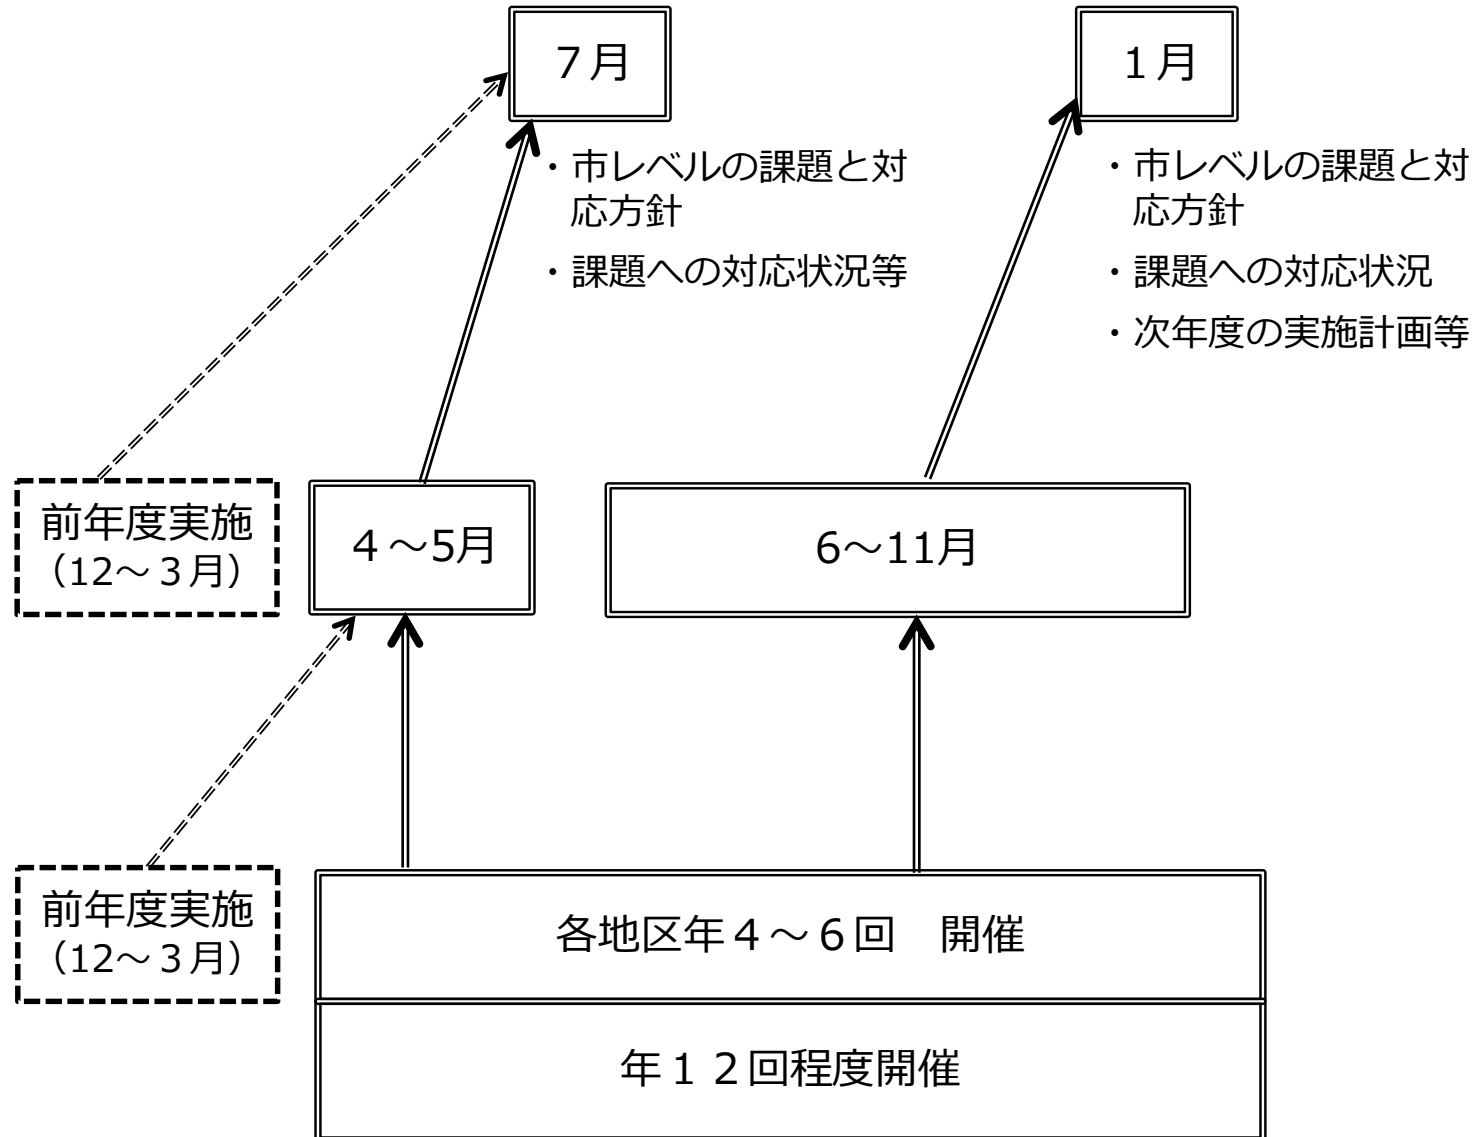 ７月
１月
・市レベルの課題と対
応方針
・課題への対応状況等
・市レベルの課題と対
応方針
・課題への対応状況
・次年度の実施計画等
前年度実施
（12～３月）
４～5月
6～11月
前年度実施
（12～３月）
各地区年４～６回　開催
年１２回程度開催